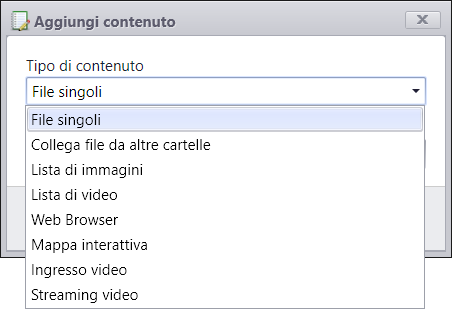 Aggiungi contenuto
Tipo di contenuto
File singoli
File singoli
Collega file da altre cartelle
Lista di immagini
Lista di video
Web Browser
Mappa interattiva
Ingresso video
Streaming video